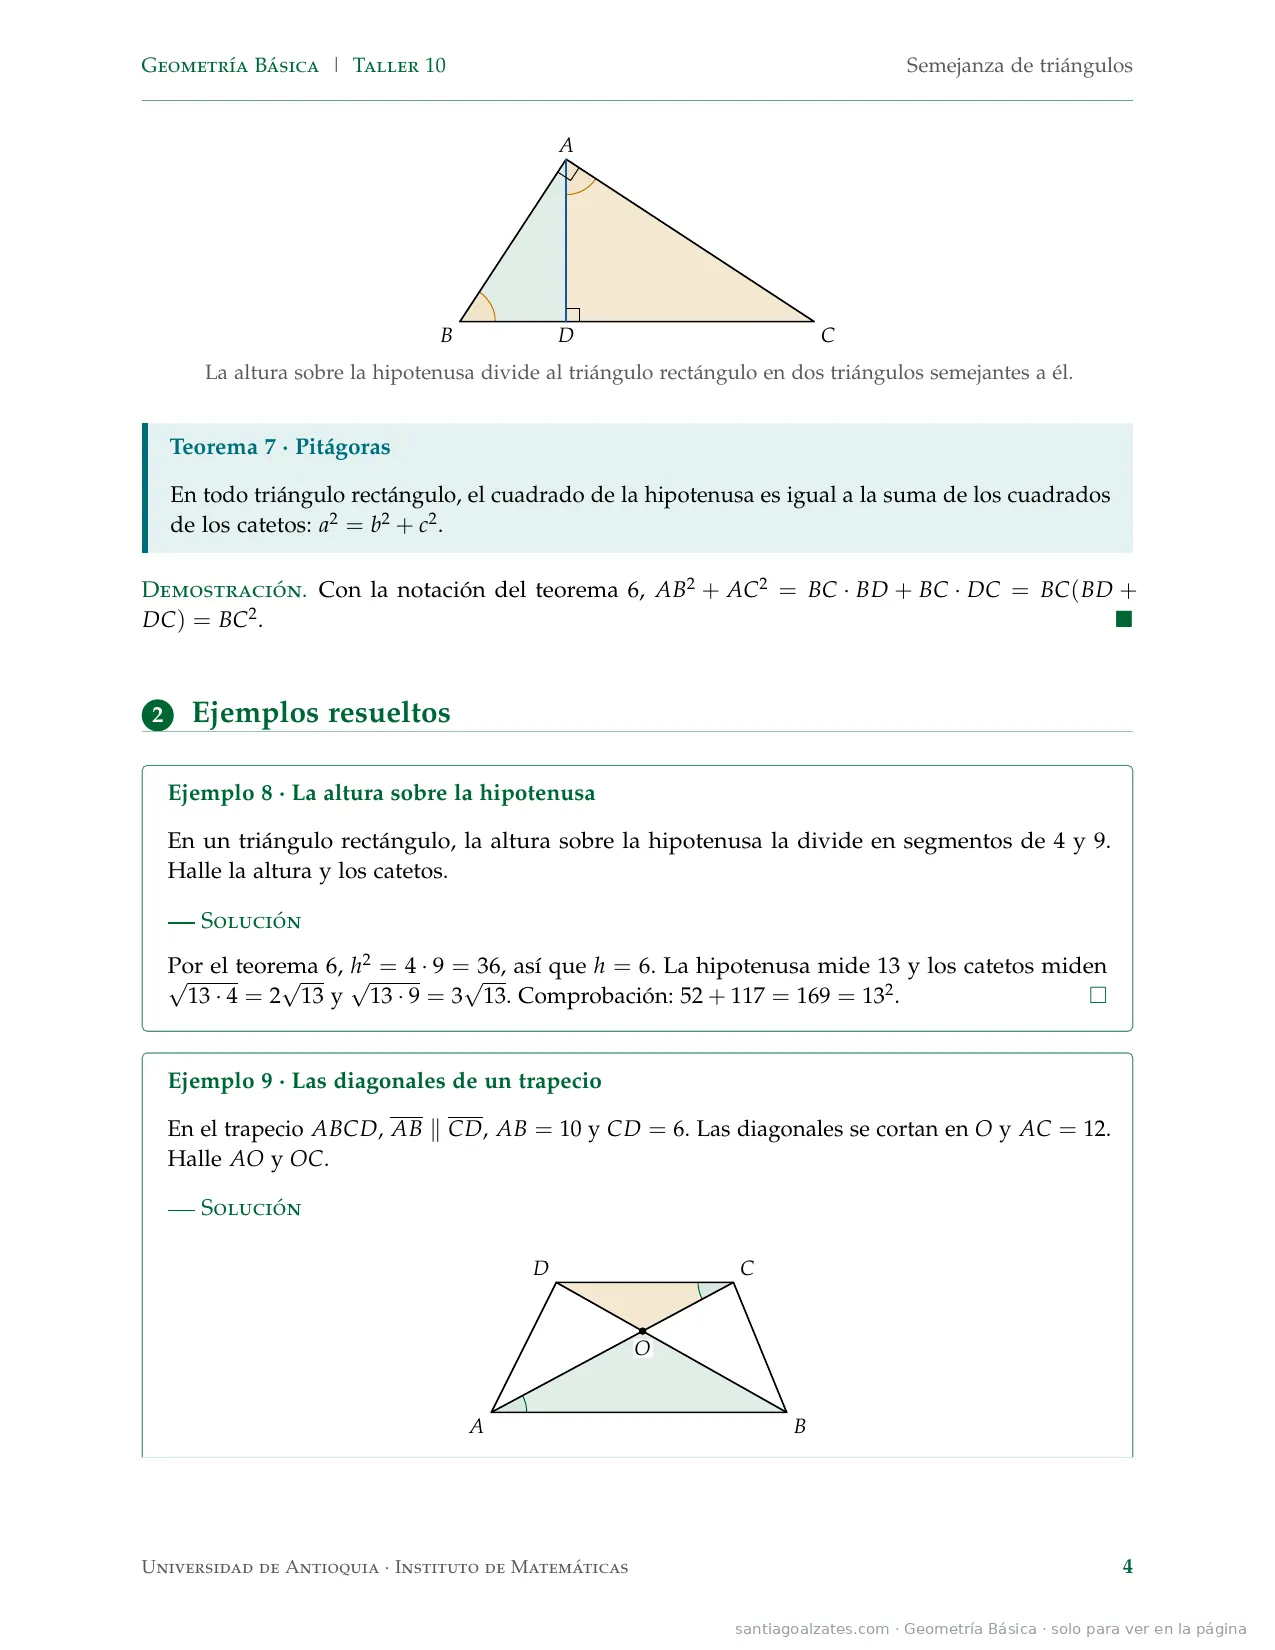 Geometría Básica | Taller 10
Semejanza de triángulos
A
B
D
C
La altura sobre la hipotenusa divide al triángulo rectángulo en dos triángulos semejantes a él.
Teorema 7 · Pitágoras
En todo triángulo rectángulo, el cuadrado de la hipotenusa es igual a la suma de los cuadrados
de los catetos: a² = b² + c².
Demostración. Con la notación del teorema 6, AB² + AC² = BC · BD + BC · DC = BC(BD +
DC) = BC². ■
2 Ejemplos resueltos
Ejemplo 8 · La altura sobre la hipotenusa
En un triángulo rectángulo, la altura sobre la hipotenusa la divide en segmentos de 4 y 9.
Halle la altura y los catetos.
— Solución
Por el teorema 6, h² = 4 · 9 = 36, así que h = 6. La hipotenusa mide 13 y los catetos miden
√(13 · 4) = 2√13 y √(13 · 9) = 3√13. Comprobación: 52 + 117 = 169 = 13². □
Ejemplo 9 · Las diagonales de un trapecio
En el trapecio ABCD, A̅B̅ ∥ C̅D̅, AB = 10 y CD = 6. Las diagonales se cortan en O y AC = 12.
Halle AO y OC.
— Solución
D
C
O
A
B
Universidad de Antioquia · Instituto de Matemáticas
4
santiagoalzates.com · Geometría Básica · solo para ver en la página